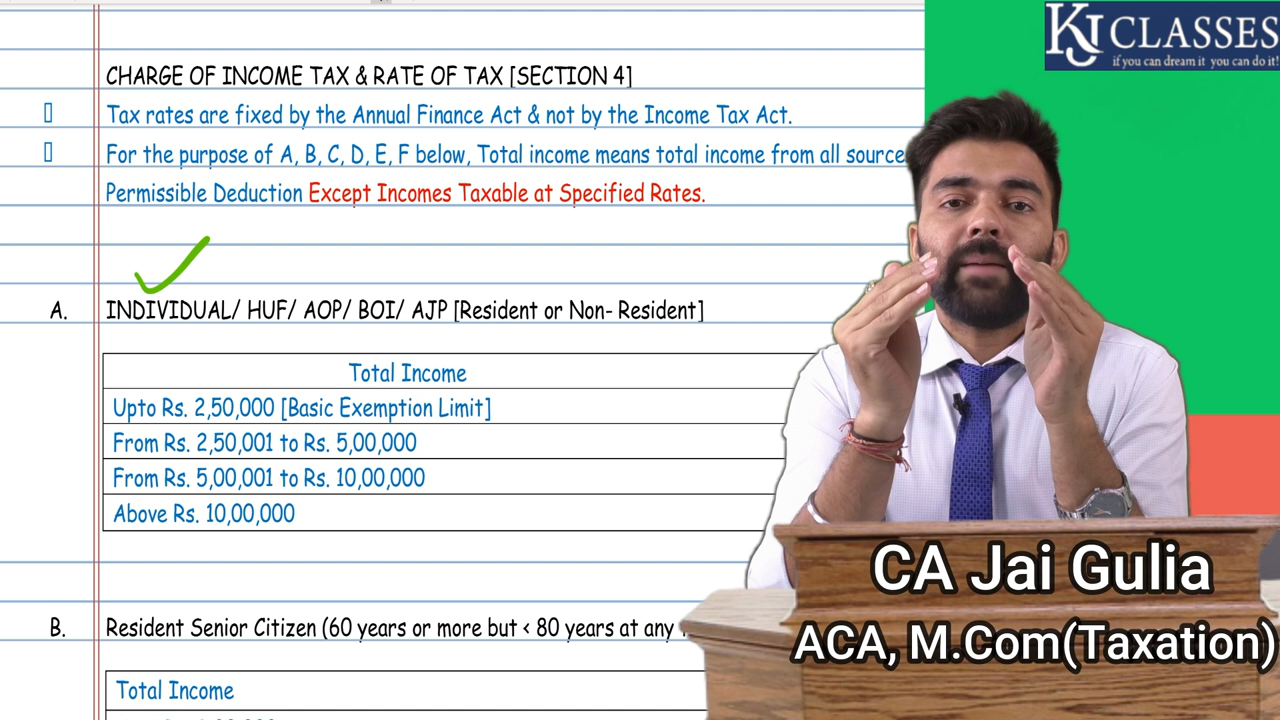 KJ CLASSES
if you can dream it you can do it!
CHARGE OF INCOME TAX & RATE OF TAX [SECTION 4]
Tax rates are fixed by the Annual Finance Act & not by the Income Tax Act.
For the purpose of A, B, C, D, E, F below, Total income means total income from all source
Permissible Deduction Except Incomes Taxable at Specified Rates.
A. INDIVIDUAL/ HUF/ AOP/ BOI/ AJP [Resident or Non- Resident]
Total Income
Upto Rs. 2,50,000 [Basic Exemption Limit]
From Rs. 2,50,001 to Rs. 5,00,000
From Rs. 5,00,001 to Rs. 10,00,000
Above Rs. 10,00,000
B. Resident Senior Citizen (60 years or more but < 80 years at any
Total Income
CA Jai Gulia
ACA, M.Com(Taxation)